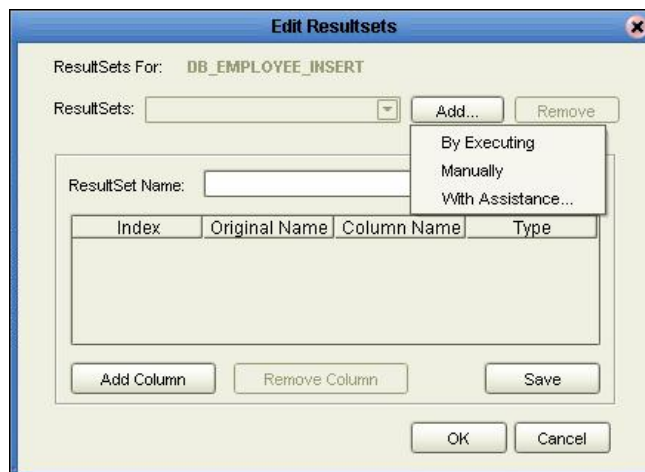 Edit Resultsets
ResultSets For: DB_EMPLOYEE_INSERT
ResultSets: Add... Remove
By Executing
Manually
With Assistance...
ResultSet Name:
Index Original Name Column Name Type
Add Column Remove Column Save
OK Cancel